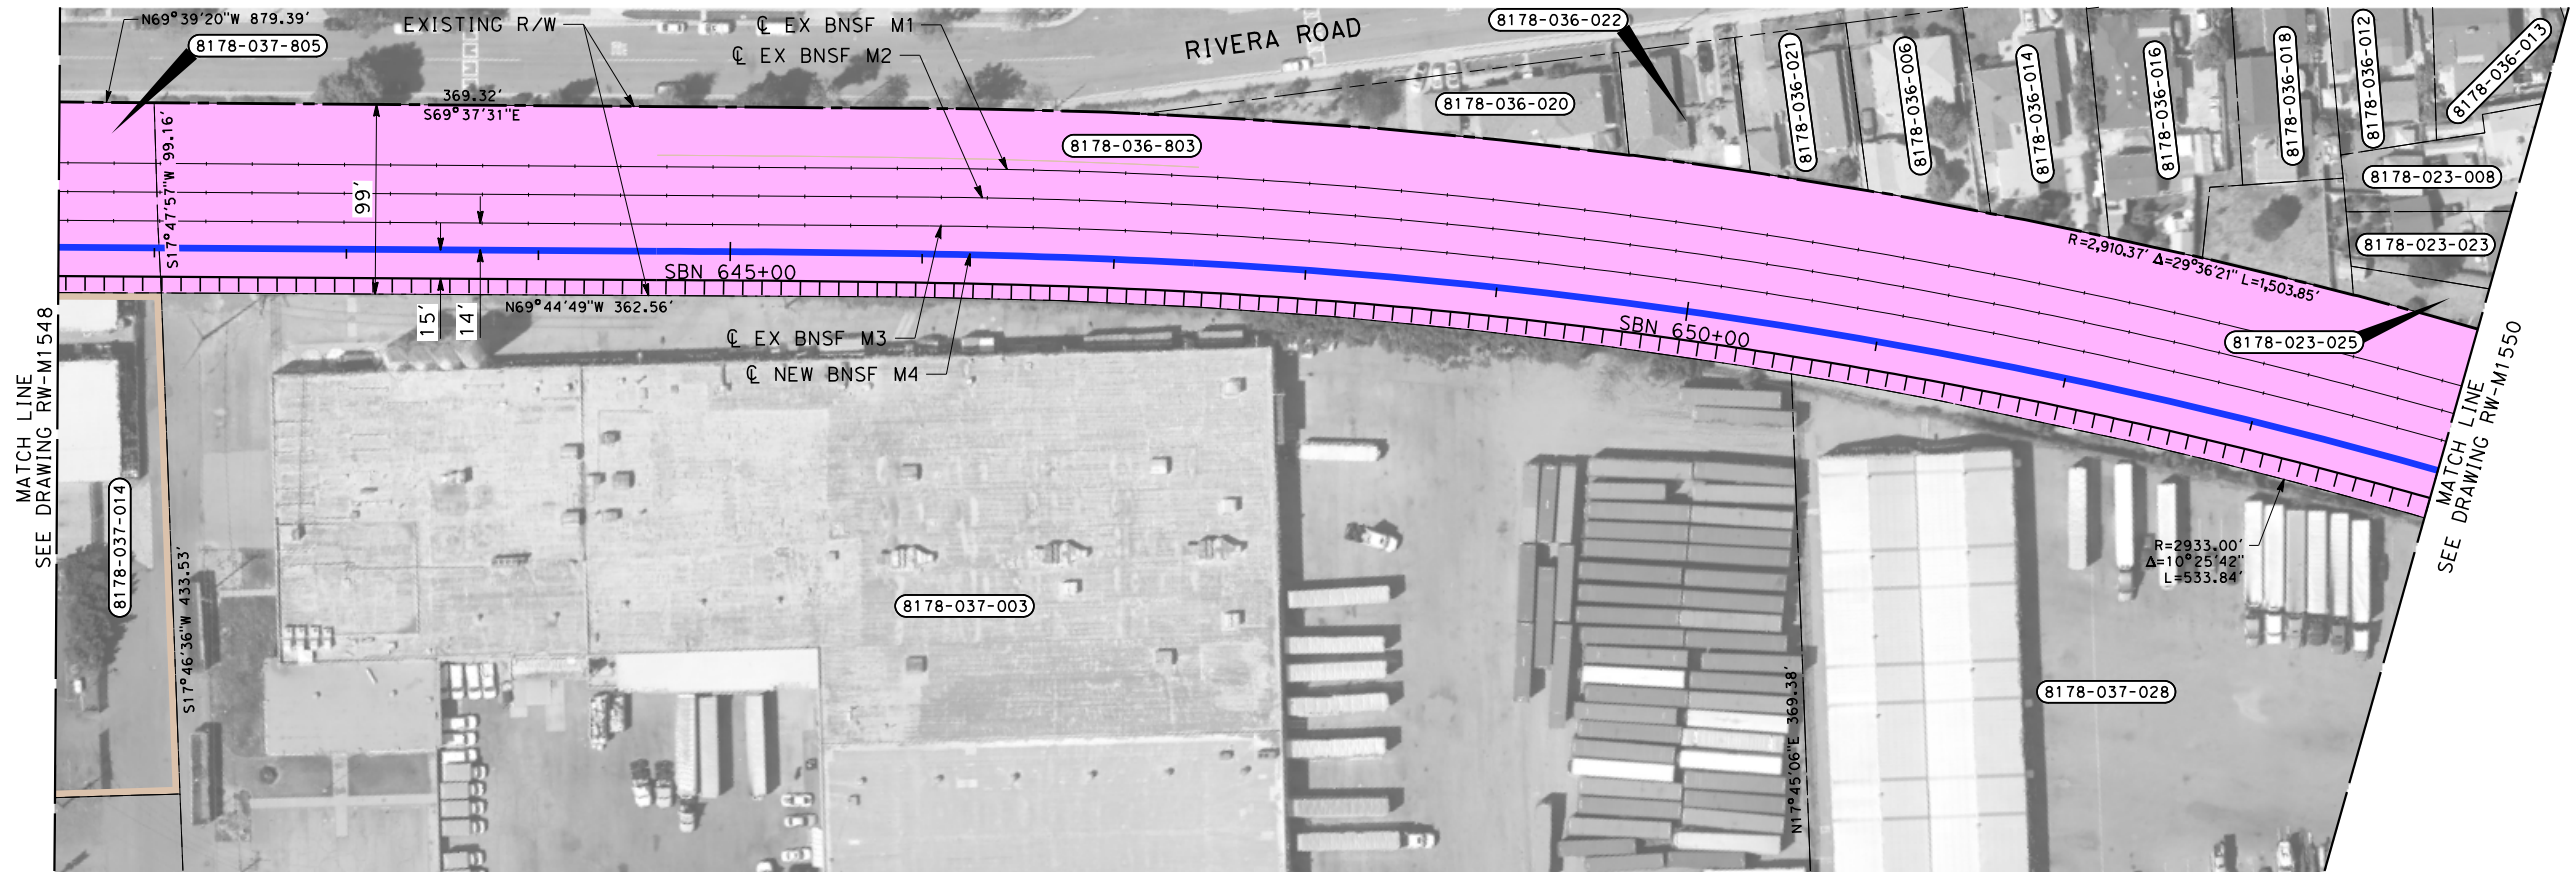 N69°39'20"W 879.39'
8178-037-805
EXISTING R/W
℄ EX BNSF M1
℄ EX BNSF M2
RIVERA ROAD
8178-036-022
8178-036-021
8178-036-006
8178-036-014
8178-036-016
8178-036-018
8178-036-012
8178-036-013
369.32'
S69°37'31"E
8178-036-020
8178-036-803
S17°47'57"W 99.16'
99'
8178-023-008
8178-023-023
R=2,910.37' Δ=29°36'21" L=1,503.85'
SBN 645+00
N69°44'49"W 362.56'
15'
14'
℄ EX BNSF M3
℄ NEW BNSF M4
SBN 650+00
8178-023-025
MATCH LINE
SEE DRAWING RW-M1548
MATCH LINE
SEE DRAWING RW-M1550
8178-037-014
S17°46'36"W 433.53'
R=2933.00'
Δ=10°25'42"
L=533.84'
8178-037-003
N17°45'06"E 369.38'
8178-037-028